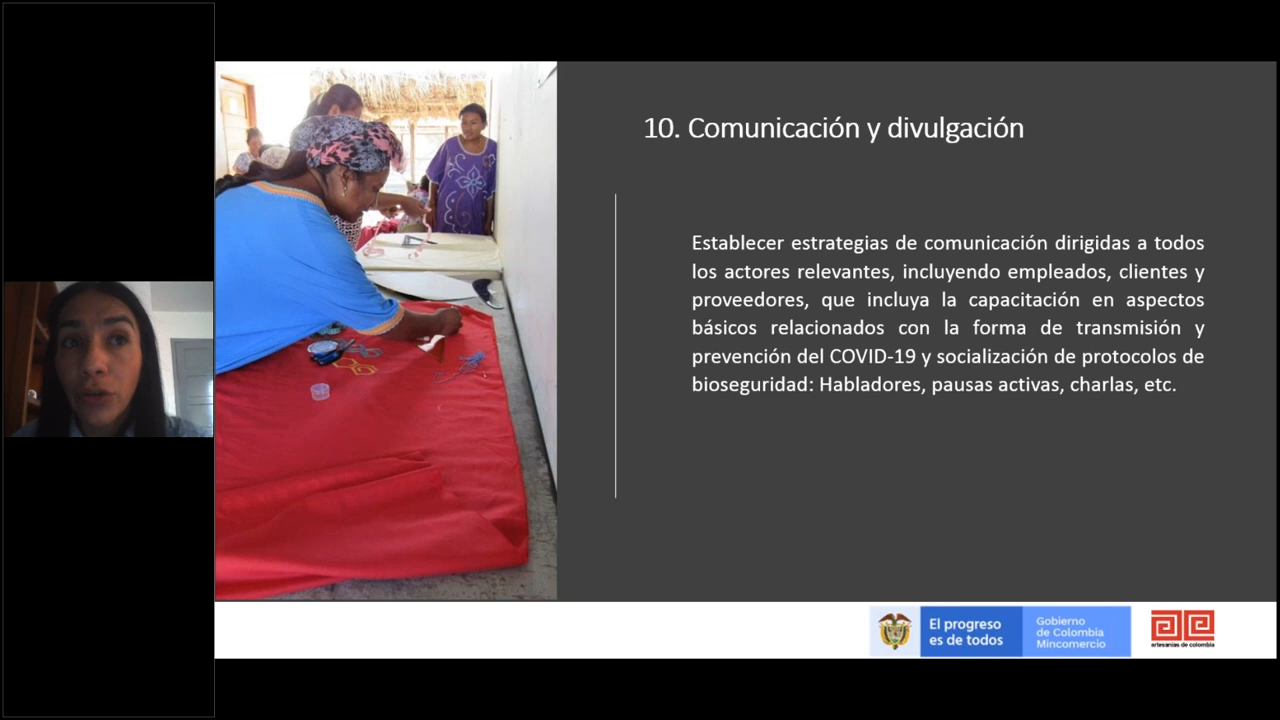 10. Comunicación y divulgación
Establecer estrategias de comunicación dirigidas a todos
los actores relevantes, incluyendo empleados, clientes y
proveedores, que incluya la capacitación en aspectos
básicos relacionados con la forma de transmisión y
prevención del COVID-19 y socialización de protocolos de
bioseguridad: Habladores, pausas activas, charlas, etc.
El progreso
es de todos
Gobierno
de Colombia
Mincomercio
artesanías de colombia